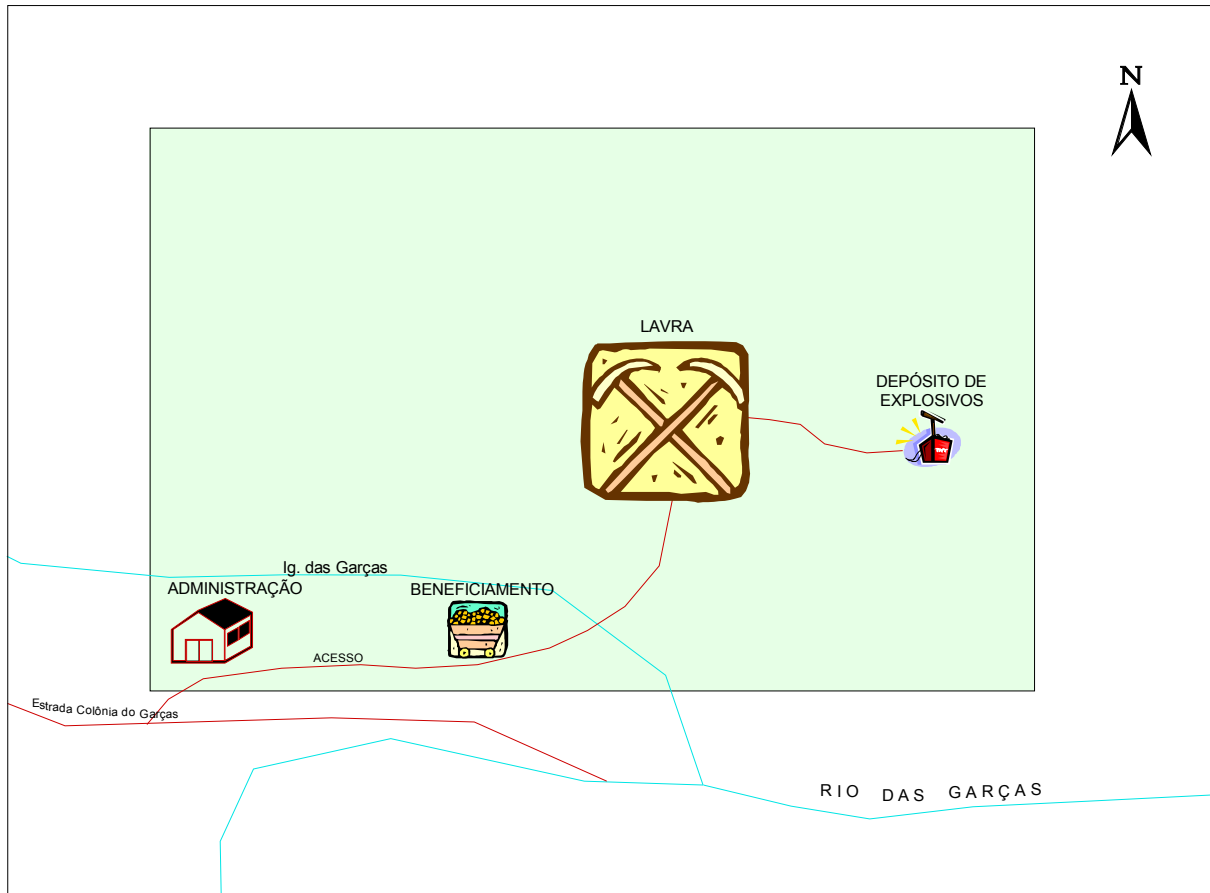 N
LAVRA
DEPÓSITO DE
EXPLOSIVOS
Ig. das Garças
ADMINISTRAÇÃO
BENEFICIAMENTO
ACESSO
Estrada Colônia do Garças
RIO DAS GARÇAS